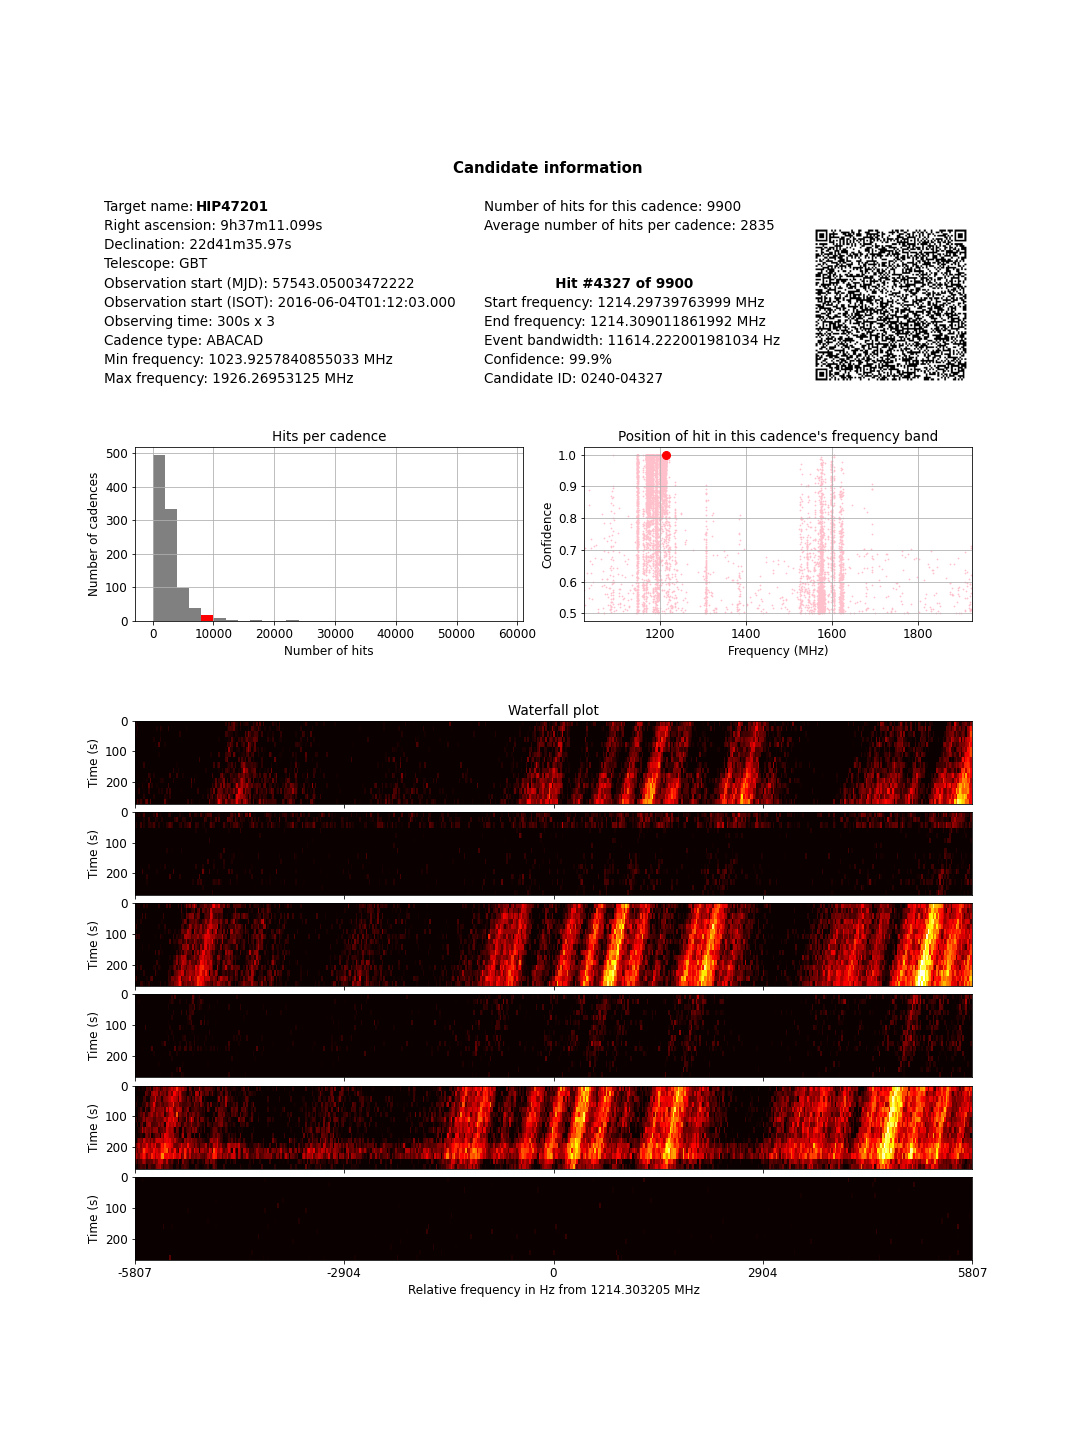 Candidate information
Target name: HIP47201
Right ascension: 9h37m11.099s
Declination: 22d41m35.97s
Telescope: GBT
Observation start (MJD): 57543.05003472222
Observation start (ISOT): 2016-06-04T01:12:03.000
Observing time: 300s x 3
Cadence type: ABACAD
Min frequency: 1023.9257840855033 MHz
Max frequency: 1926.26953125 MHz
Number of hits for this cadence: 9900
Average number of hits per cadence: 2835
Hit #4327 of 9900
Start frequency: 1214.29739763999 MHz
End frequency: 1214.309011861992 MHz
Event bandwidth: 11614.222001981034 Hz
Confidence: 99.9%
Candidate ID: 0240-04327
Hits per cadence
Number of cadences
500
400
300
200
100
0
0 10000 20000 30000 40000 50000 60000
Number of hits
Position of hit in this cadence's frequency band
Confidence
1.0
0.9
0.8
0.7
0.6
0.5
1200 1400 1600 1800
Frequency (MHz)
Waterfall plot
Time (s)
0
100
200
Time (s)
0
100
200
Time (s)
0
100
200
Time (s)
0
100
200
Time (s)
0
100
200
Time (s)
0
100
200
-5807 -2904 0 2904 5807
Relative frequency in Hz from 1214.303205 MHz